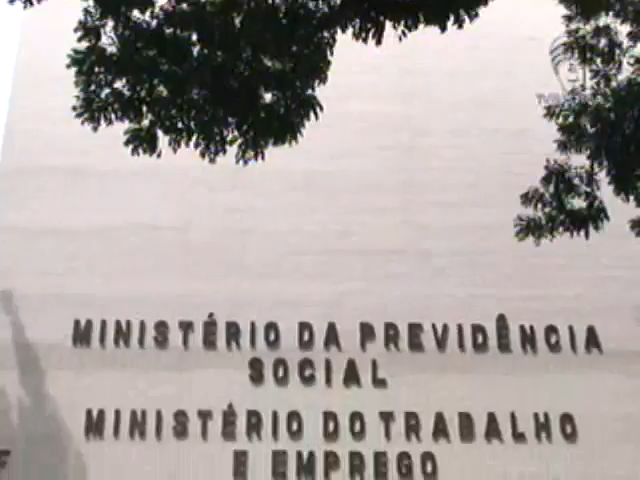 MINISTÉRIO DA PREVIDÊNCIA
SOCIAL
MINISTÉRIO DO TRABALHO
E EMPREGO